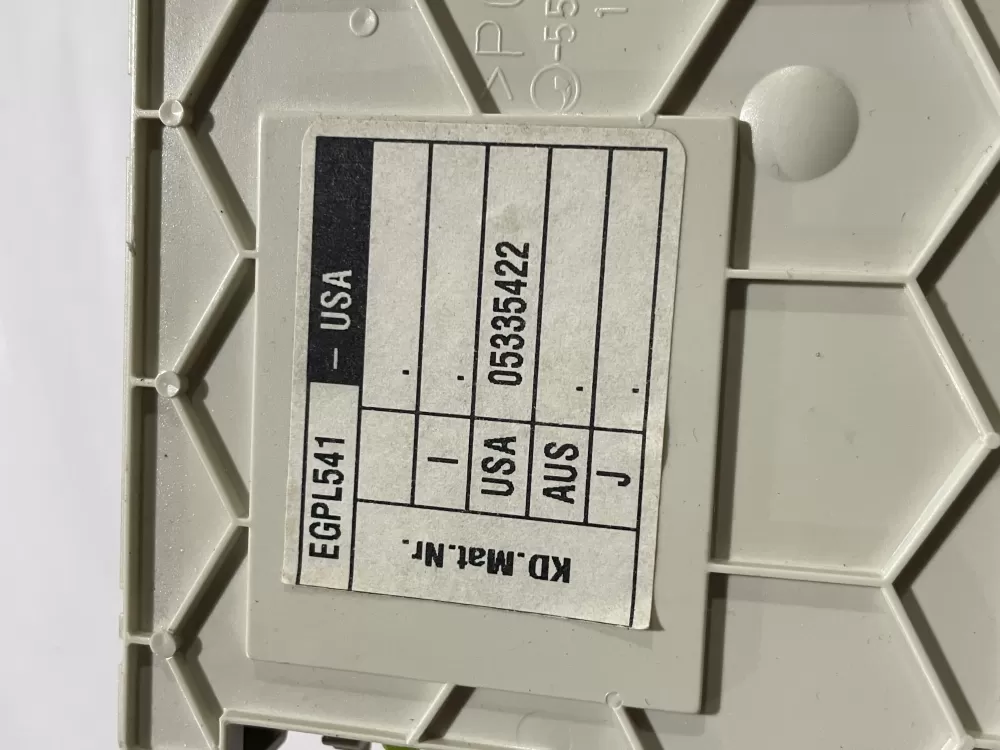 EGPL541 – USA
KD.Mat.Nr.
I
USA 05335422
AUS
J